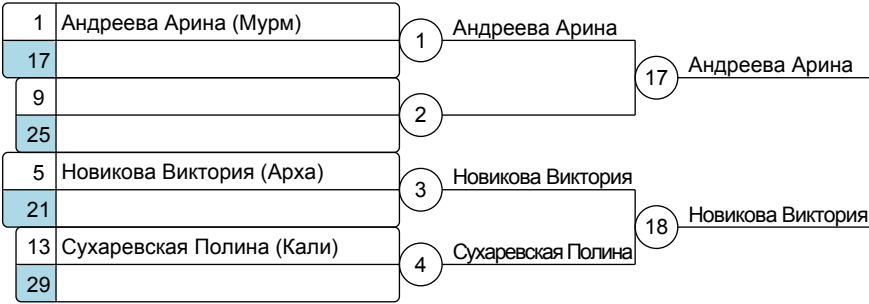 1 Андреева Арина (Мурм)
17
1 Андреева Арина
9
25
2
17 Андреева Арина
5 Новикова Виктория (Арха)
21
3 Новикова Виктория
13 Сухаревская Полина (Кали)
29
4 Сухаревская Полина
18 Новикова Виктория